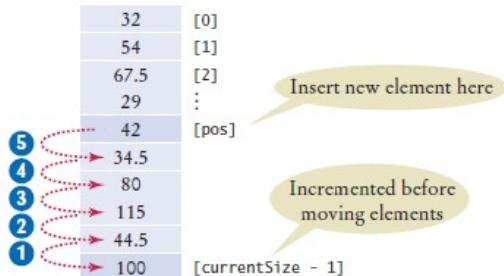 32 [0]
54 [1]
67.5 [2]
29 ⋮
Insert new element here
42 [pos]
5
34.5
4
80
3
115
Incremented before
moving elements
2
44.5
1
100 [currentSize - 1]